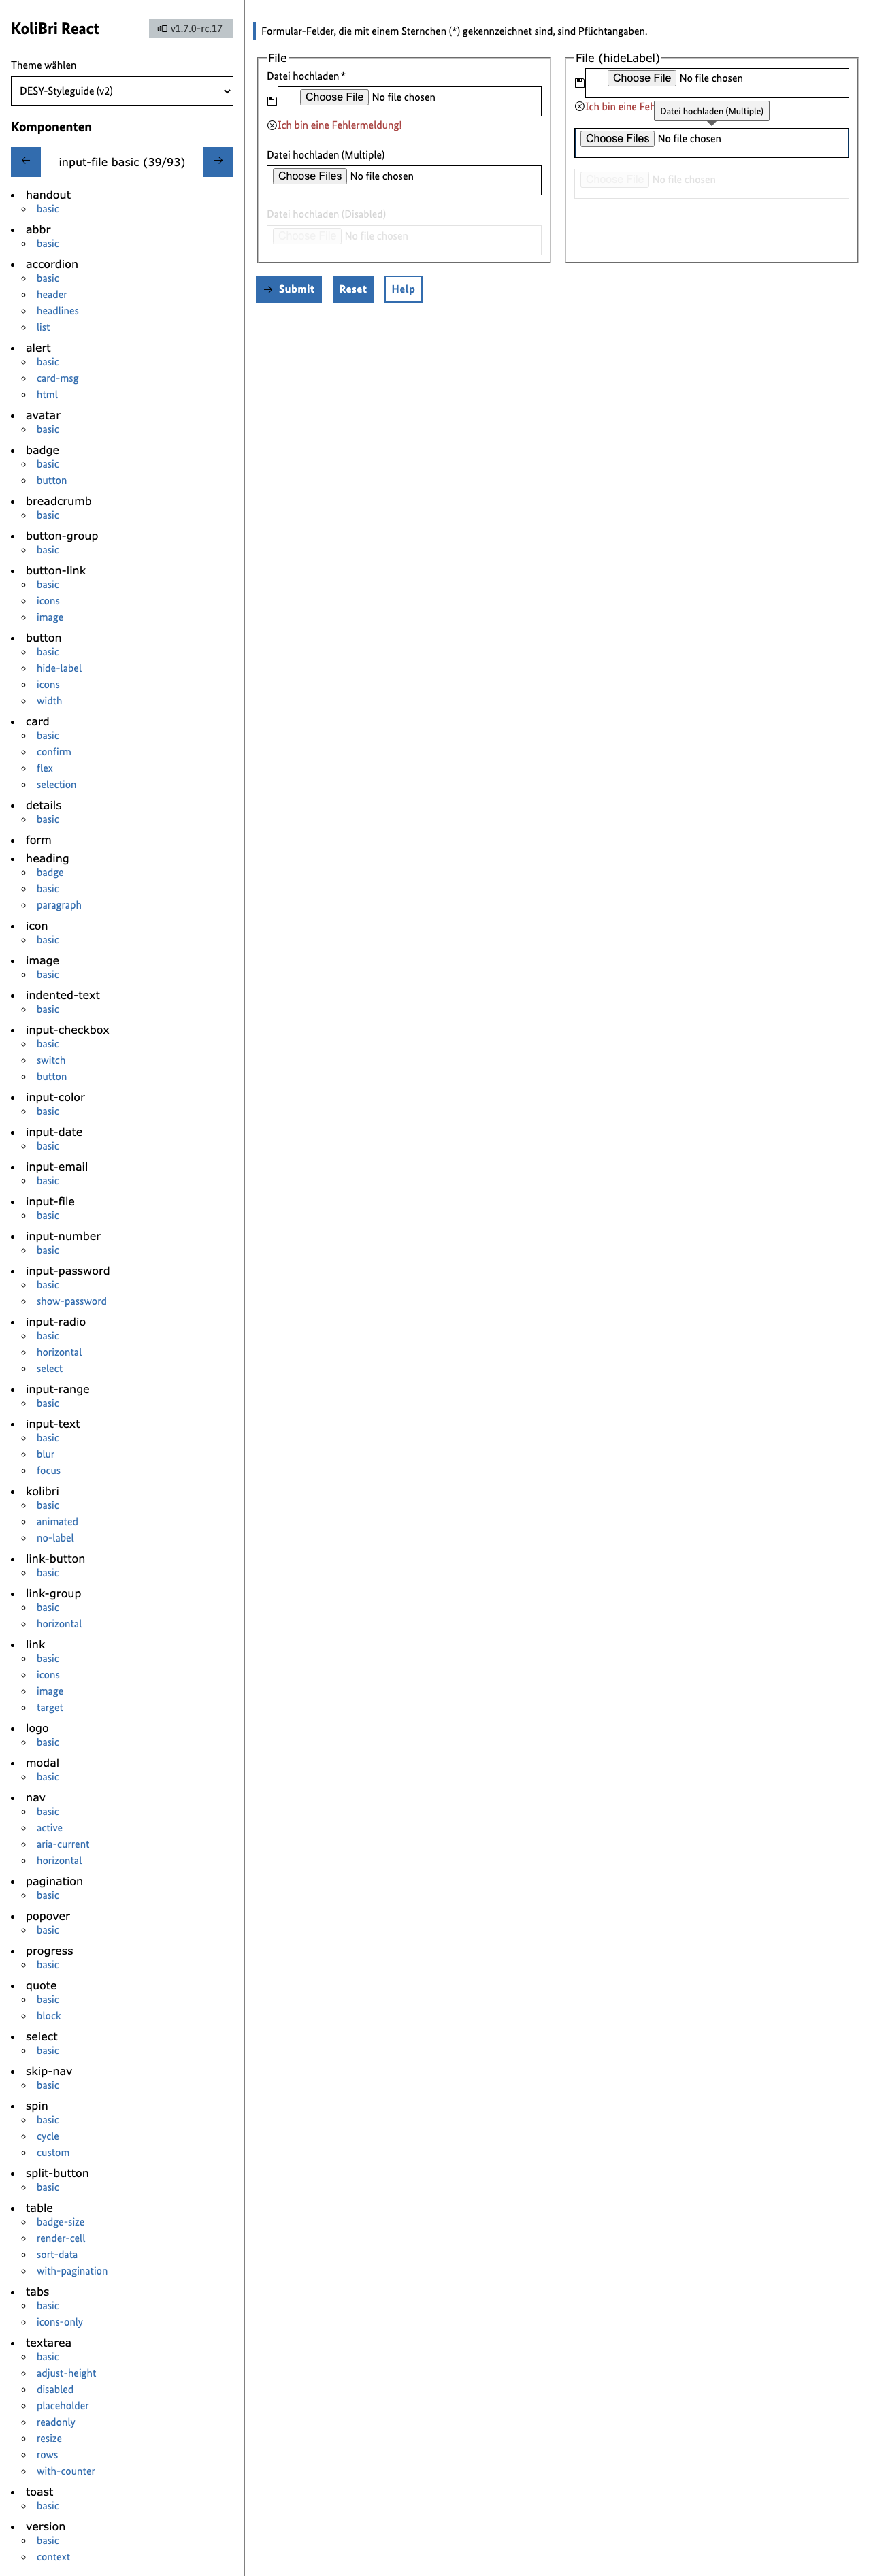 KoliBri React
v1.7.0-rc.17
Theme wählen
DESY-Styleguide (v2)
Komponenten
input-file basic (39/93)
handout
basic
abbr
basic
accordion
basic
header
headlines
list
alert
basic
card-msg
html
avatar
basic
badge
basic
button
breadcrumb
basic
button-group
basic
button-link
basic
icons
image
button
basic
hide-label
icons
width
card
basic
confirm
flex
selection
details
basic
form
heading
badge
basic
paragraph
icon
basic
image
basic
indented-text
basic
input-checkbox
basic
switch
button
input-color
basic
input-date
basic
input-email
basic
input-file
basic
input-number
basic
input-password
basic
show-password
input-radio
basic
horizontal
select
input-range
basic
input-text
basic
blur
focus
kolibri
basic
animated
no-label
link-button
basic
link-group
basic
horizontal
link
basic
icons
image
target
logo
basic
modal
basic
nav
basic
active
aria-current
horizontal
pagination
basic
popover
basic
progress
basic
quote
basic
block
select
basic
skip-nav
basic
spin
basic
cycle
custom
split-button
basic
table
badge-size
render-cell
sort-data
with-pagination
tabs
basic
icons-only
textarea
basic
adjust-height
disabled
placeholder
readonly
resize
rows
with-counter
toast
basic
version
basic
context
Formular-Felder, die mit einem Sternchen (*) gekennzeichnet sind, sind Pflichtangaben.
File
Datei hochladen *
Choose File No file chosen
Ich bin eine Fehlermeldung!
Datei hochladen (Multiple)
Choose Files No file chosen
Datei hochladen (Disabled)
Choose File No file chosen
File (hideLabel)
Choose File No file chosen
Ich bin eine Feh
Datei hochladen (Multiple)
Choose Files No file chosen
Choose File No file chosen
Submit
Reset
Help